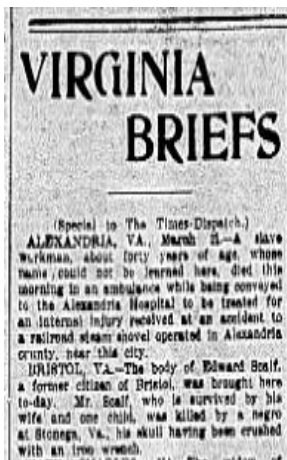 VIRGINIA
BRIEFS
(Special to The Times-Dispatch.)
ALEXANDRIA, VA., March —A slave
workman, about forty years of age, whose
name could not be learned here, died this
morning in an ambulance while being conveyed
to the Alexandria Hospital to be treated for
an internal injury received at an accident to
a railroad steam shovel operated in Alexandria
county, near this city.
BRISTOL, VA.—The body of Edward Scalf,
a former citizen of Bristol, was brought here
to-day. Mr. Scalf, who is survived by his
wife and one child, was killed by a negro
at Stonega, Va., his skull having been crushed
with an iron wrench.